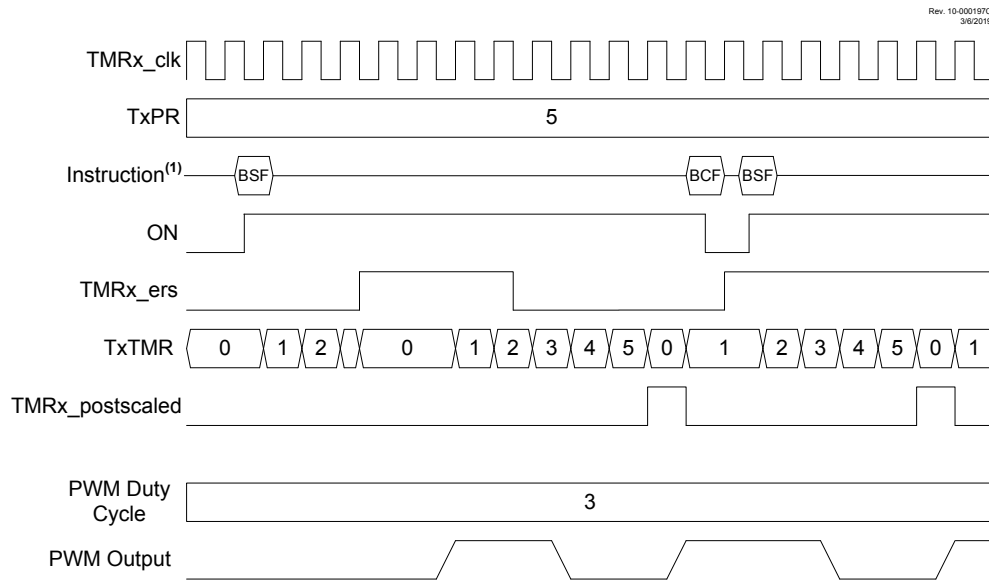 Rev. 10-000197C
3/6/2019
TMRx_clk
TxPR 5
Instruction(1) BSF BCF BSF
ON
TMRx_ers
TxTMR 0 1 2 0 1 2 3 4 5 0 1 2 3 4 5 0 1
TMRx_postscaled
PWM Duty
Cycle 3
PWM Output